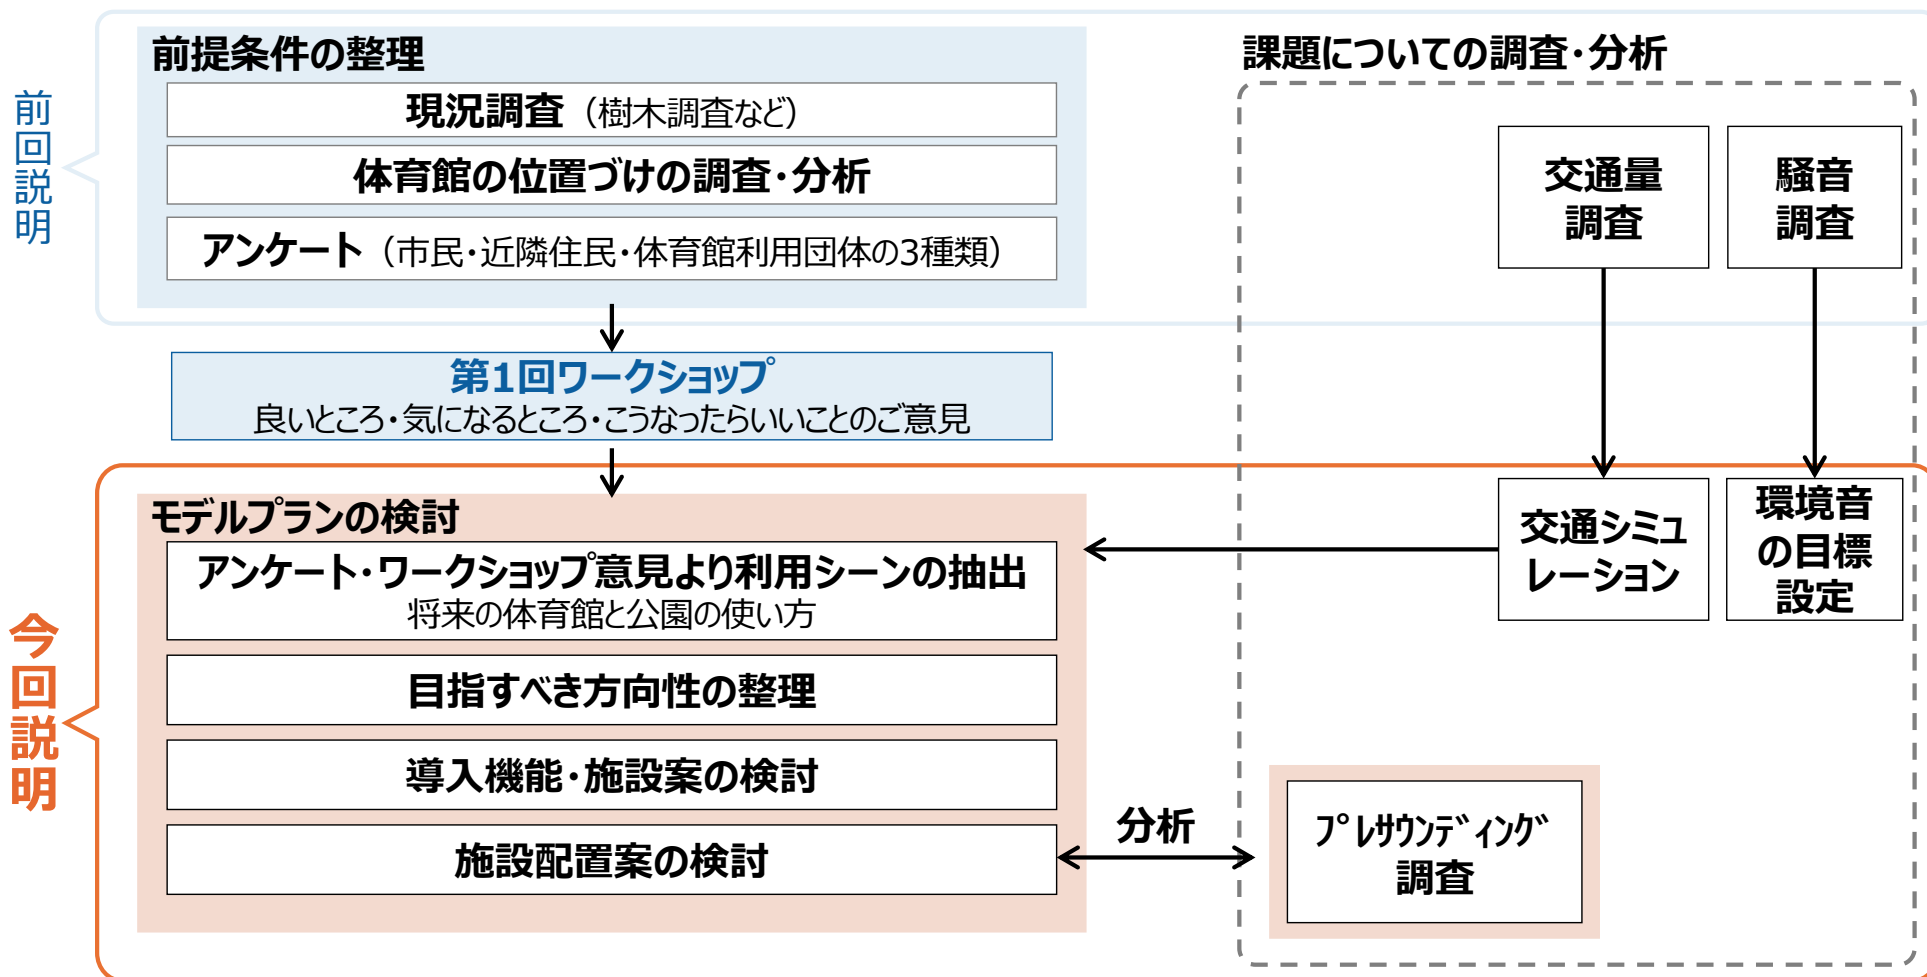 前回説明
前提条件の整理
現況調査（樹木調査など）
体育館の位置づけの調査・分析
アンケート（市民・近隣住民・体育館利用団体の3種類）
課題についての調査・分析
交通量
調査
騒音
調査
第1回ワークショップ
良いところ・気になるところ・こうなったらいいことのご意見
今回説明
モデルプランの検討
アンケート・ワークショップ意見より利用シーンの抽出
将来の体育館と公園の使い方
目指すべき方向性の整理
導入機能・施設案の検討
施設配置案の検討
交通シミュ
レーション
環境音
の目標
設定
分析
ﾌﾟﾚｻｳﾝﾃﾞｨﾝｸﾞ
調査